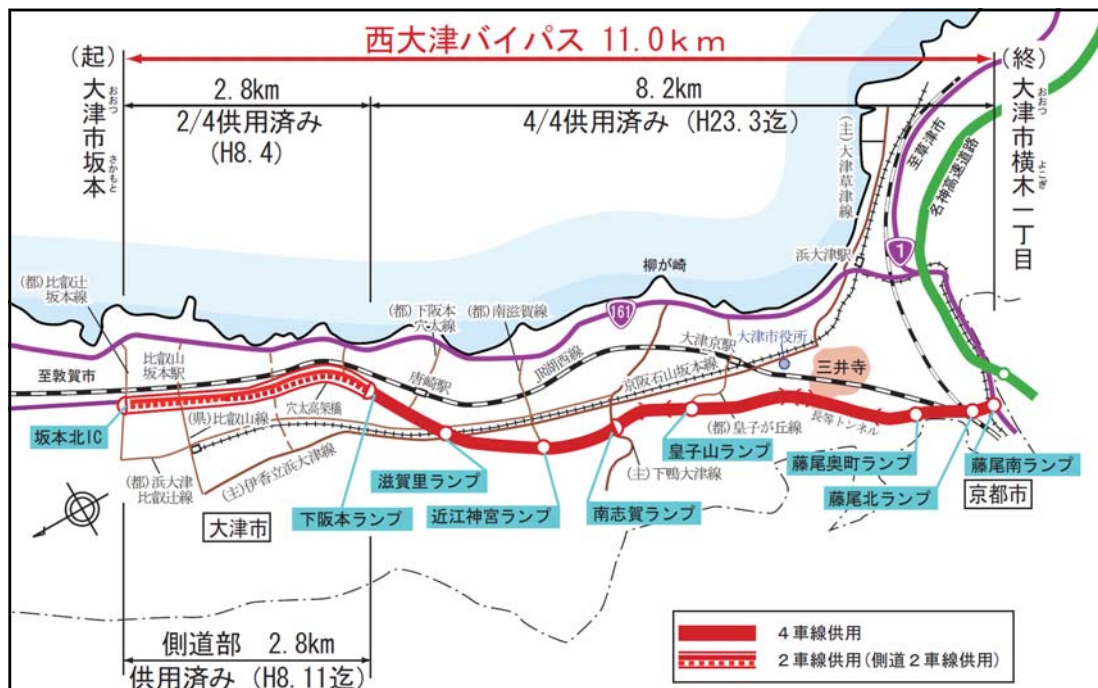 西大津バイパス 11.0km
(起)
大津市坂本
おおつ
さかもと
(終)
大津市横木一丁目
おおつ
よこぎ
2.8km
2/4供用済み
(H8.4)
8.2km
4/4供用済み (H23.3迄)
(主)大津草津線
至草津市
名神高速道路
1
浜大津駅
柳が崎
161
(都)比叡辻
坂本線
(都)下阪本
穴太線
(都)南滋賀線
大津京駅
大津市役所
JR湖西線
京阪石山坂本線
三井寺
比叡山
坂本駅
至敦賀市
唐崎駅
(県)比叡山線
穴太高架橋
長等トンネル
(都)皇子が丘線
坂本北IC
皇子山ランプ
藤尾奥町ランプ
藤尾南ランプ
滋賀里ランプ
(主)下鴨大津線
(都)浜大津
比叡辻線
(主)伊香立浜大津線
藤尾北ランプ
京都市
大津市
下阪本ランプ
近江神宮ランプ
南志賀ランプ
側道部 2.8km
供用済み (H8.11迄)
4車線供用
2車線供用(側道2車線供用)